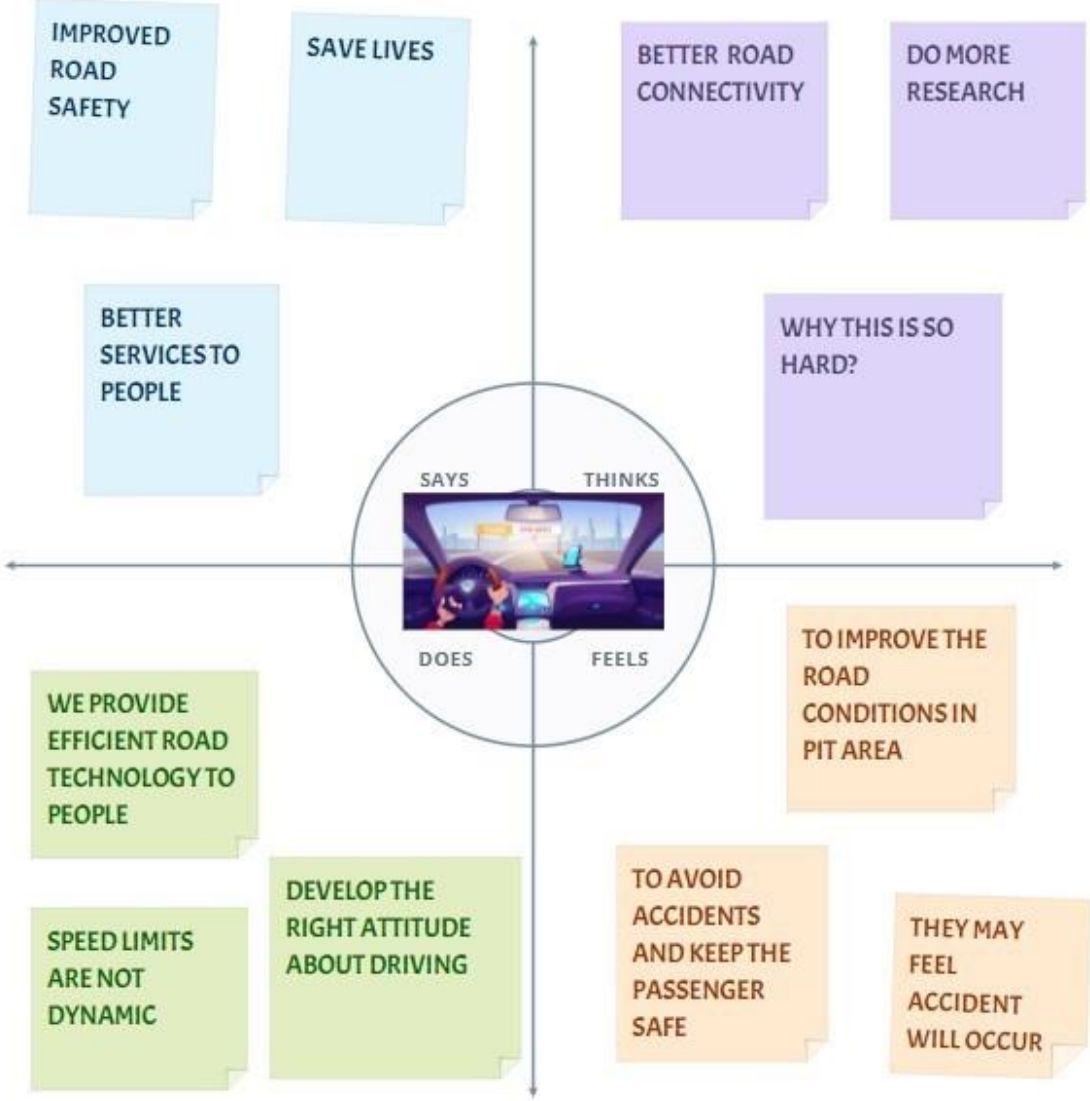 IMPROVED
ROAD
SAFETY
SAVE LIVES
BETTER
SERVICES TO
PEOPLE
BETTER ROAD
CONNECTIVITY
DO MORE
RESEARCH
WHY THIS IS SO
HARD?
SAYS
THINKS
DOES
FEELS
WE PROVIDE
EFFICIENT ROAD
TECHNOLOGY TO
PEOPLE
SPEED LIMITS
ARE NOT
DYNAMIC
DEVELOP THE
RIGHT ATTITUDE
ABOUT DRIVING
TO IMPROVE THE
ROAD
CONDITIONS IN
PIT AREA
TO AVOID
ACCIDENTS
AND KEEP THE
PASSENGER
SAFE
THEY MAY
FEEL
ACCIDENT
WILL OCCUR